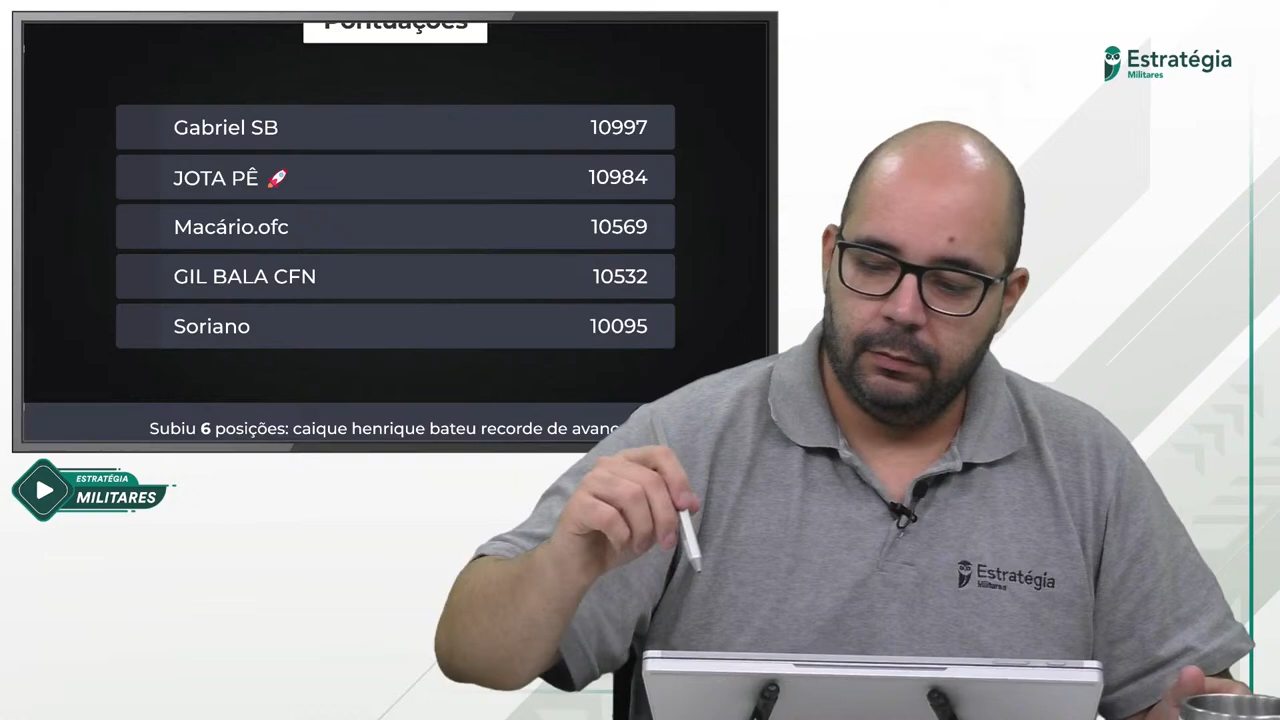 Pontuações
Gabriel SB 10997
JOTA PÊ 🚀 10984
Macário.ofc 10569
GIL BALA CFN 10532
Soriano 10095
Subiu 6 posições: caique henrique bateu recorde de
Estratégia
Militares
ESTRATÉGIA
MILITARES
Estratégia
Militares